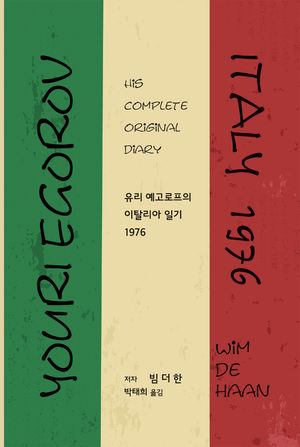 YOURI EGOROV
HIS
COMPLETE
ORIGINAL
DIARY
유리 예고로프의
이탈리아 일기
1976
저자 빔 더 한
박태희 옮김
ITALY 1976
WIM
DE
HAAN